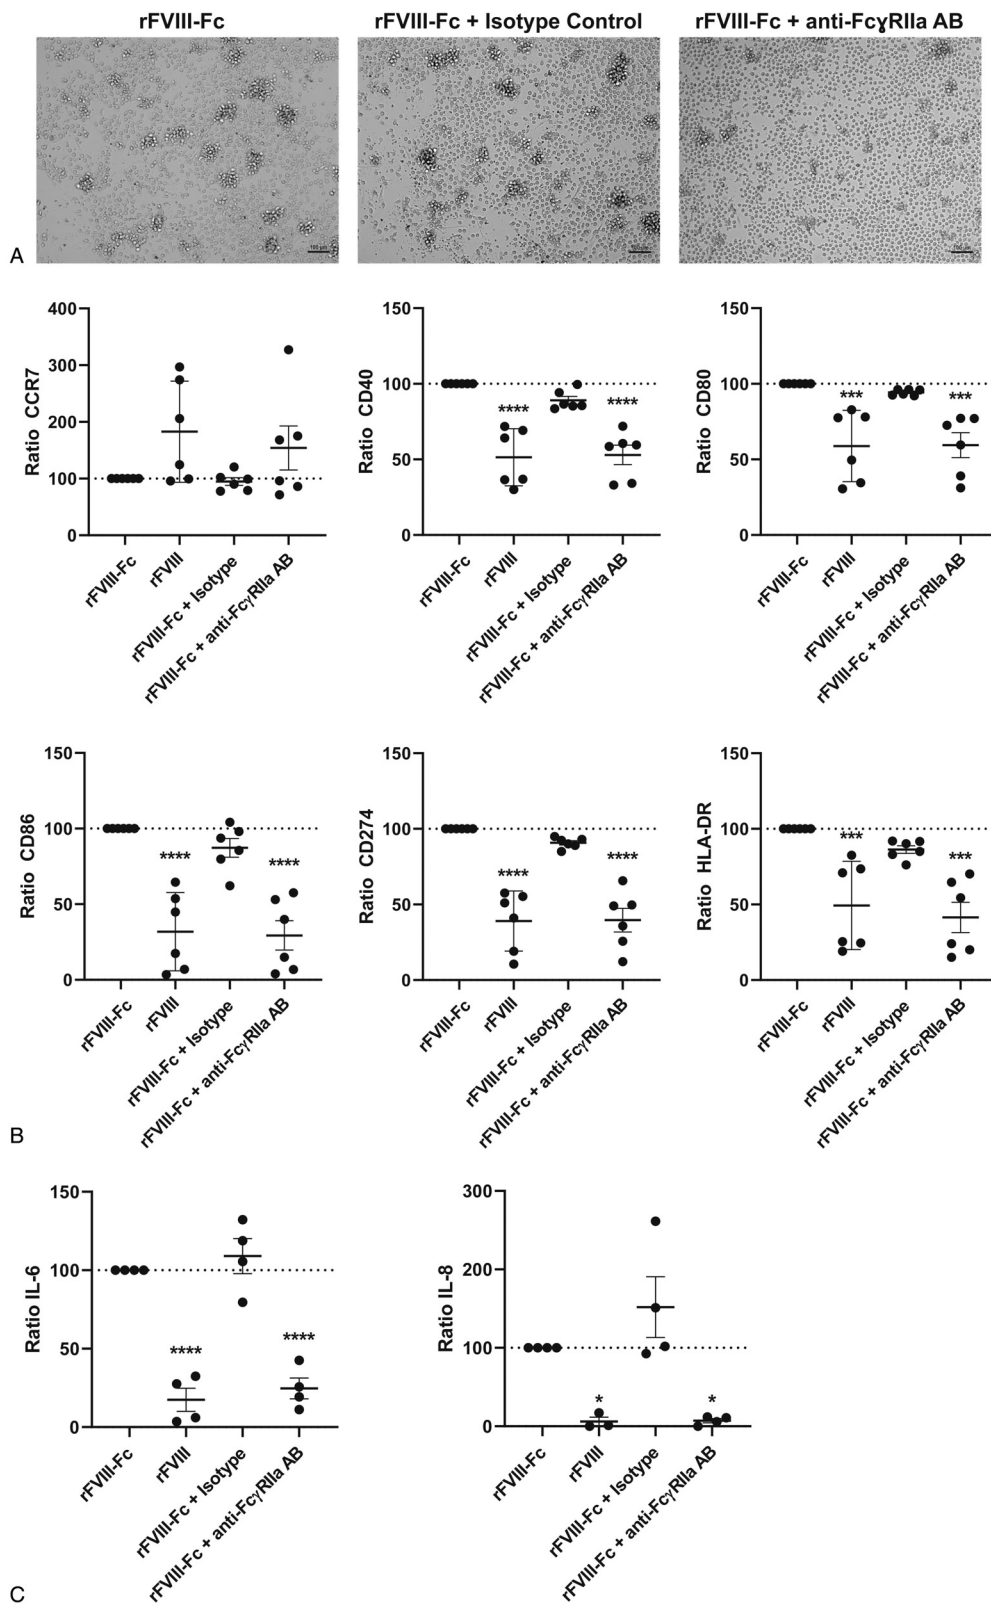 rFVIII-Fc
rFVIII-Fc + Isotype Control
rFVIII-Fc + anti-FcɣRIIa AB
100 µm
A
400
300
200
100
0
Ratio CCR7
rFVIII-Fc
rFVIII
rFVIII-Fc + Isotype
rFVIII-Fc + anti-FcγRIIa AB
150
100
50
0
Ratio CD40
****
****
rFVIII-Fc
rFVIII
rFVIII-Fc + Isotype
rFVIII-Fc + anti-FcγRIIa AB
150
100
50
0
Ratio CD80
***
***
rFVIII-Fc
rFVIII
rFVIII-Fc + Isotype
rFVIII-Fc + anti-FcγRIIa AB
150
100
50
0
Ratio CD86
****
****
rFVIII-Fc
rFVIII
rFVIII-Fc + Isotype
rFVIII-Fc + anti-FcγRIIa AB
150
100
50
0
Ratio CD274
****
****
rFVIII-Fc
rFVIII
rFVIII-Fc + Isotype
rFVIII-Fc + anti-FcγRIIa AB
150
100
50
0
Ratio HLA-DR
***
***
rFVIII-Fc
rFVIII
rFVIII-Fc + Isotype
rFVIII-Fc + anti-FcγRIIa AB
B
150
100
50
0
Ratio IL-6
****
****
rFVIII-Fc
rFVIII
rFVIII-Fc + Isotype
rFVIII-Fc + anti-FcγRIIa AB
300
200
100
0
Ratio IL-8
*
*
rFVIII-Fc
rFVIII
rFVIII-Fc + Isotype
rFVIII-Fc + anti-FcγRIIa AB
C